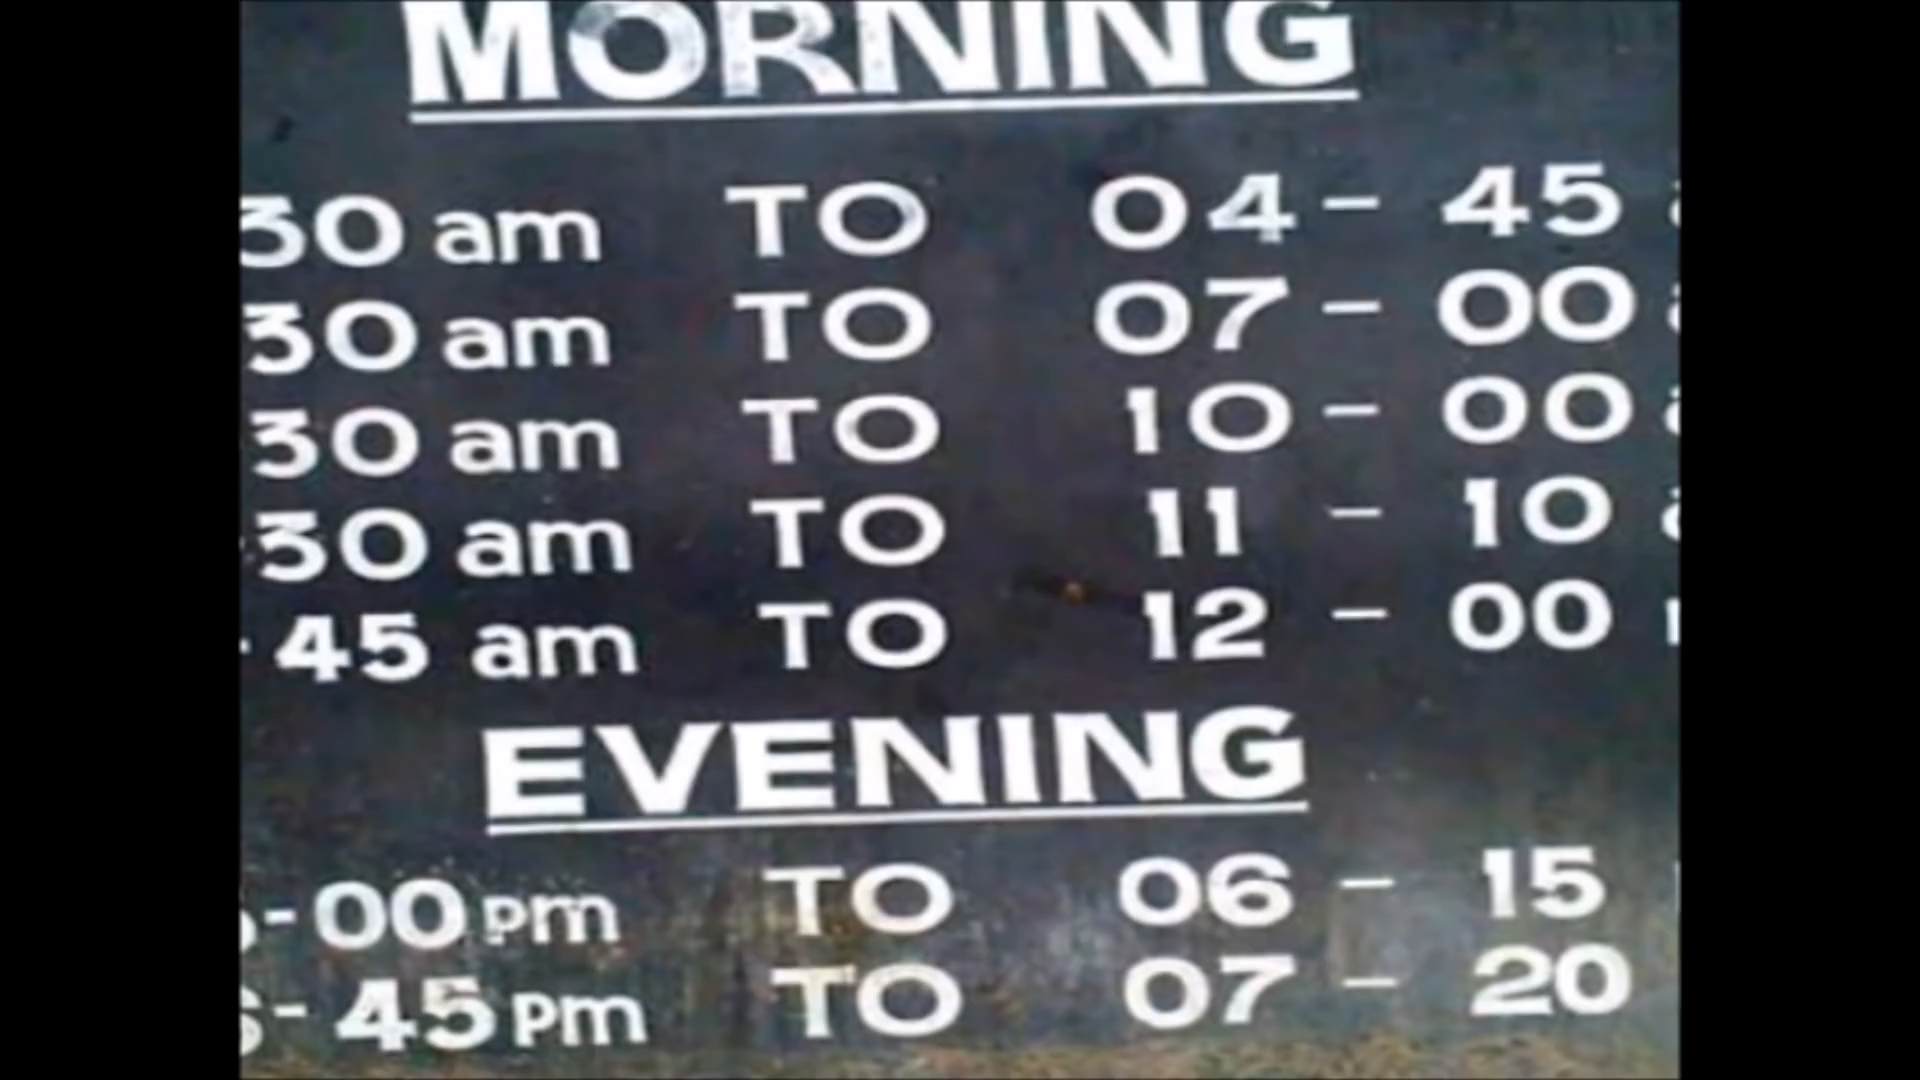 MORNING
30 am TO 04 - 45
30 am TO 07 - 00
30 am TO 10 - 00
30 am TO 11 - 10
- 45 am TO 12 - 00
EVENING
-00 pm TO 06 - 15
- 45 Pm TO 07 - 20